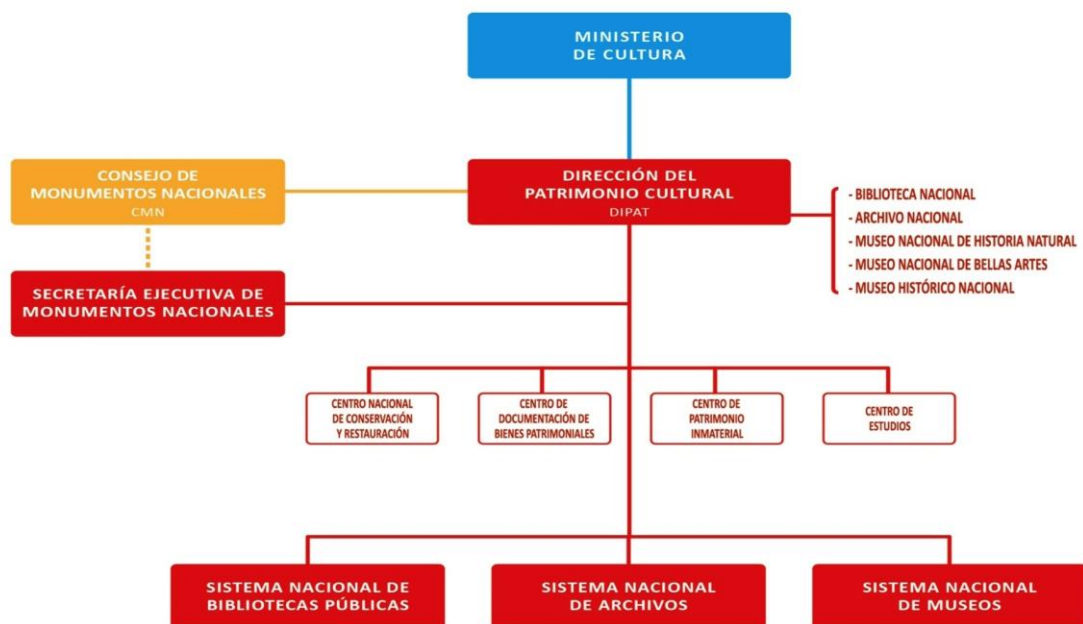 MINISTERIO
DE CULTURA
CONSEJO DE
MONUMENTOS NACIONALES
CMN
DIRECCIÓN DEL
PATRIMONIO CULTURAL
DIPAT
- BIBLIOTECA NACIONAL
- ARCHIVO NACIONAL
- MUSEO NACIONAL DE HISTORIA NATURAL
- MUSEO NACIONAL DE BELLAS ARTES
- MUSEO HISTÓRICO NACIONAL
SECRETARÍA EJECUTIVA DE
MONUMENTOS NACIONALES
CENTRO NACIONAL
DE CONSERVACIÓN
Y RESTAURACIÓN
CENTRO DE
DOCUMENTACIÓN DE
BIENES PATRIMONIALES
CENTRO DE
PATRIMONIO
INMATERIAL
CENTRO DE
ESTUDIOS
SISTEMA NACIONAL DE
BIBLIOTECAS PÚBLICAS
SISTEMA NACIONAL
DE ARCHIVOS
SISTEMA NACIONAL
DE MUSEOS